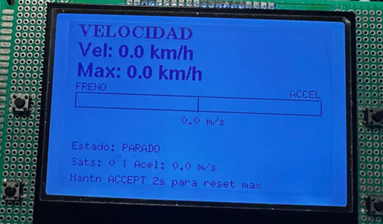 VELOCIDAD
Vel: 0.0 km/h
Max: 0.0 km/h
FRENO ACCEL
0.0 m/s
Estado: PARADO
Sats: 0 | Acel: 0.0 m/s
Hantn ACCEPT 2s para reset max